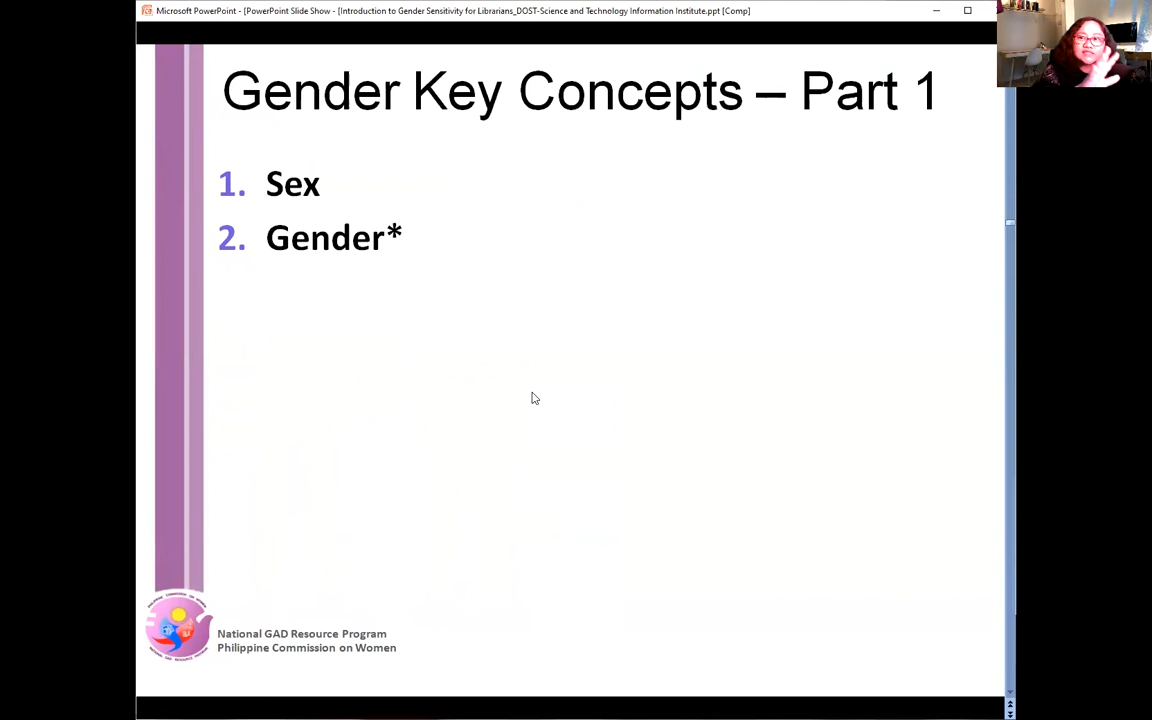 Microsoft PowerPoint - [PowerPoint Slide Show - [Introduction to Gender Sensitivity for Librarians_DOST-Science and Technology Information Institute.ppt [Comp]
Gender Key Concepts – Part 1
1. Sex
2. Gender*
National GAD Resource Program
Philippine Commission on Women